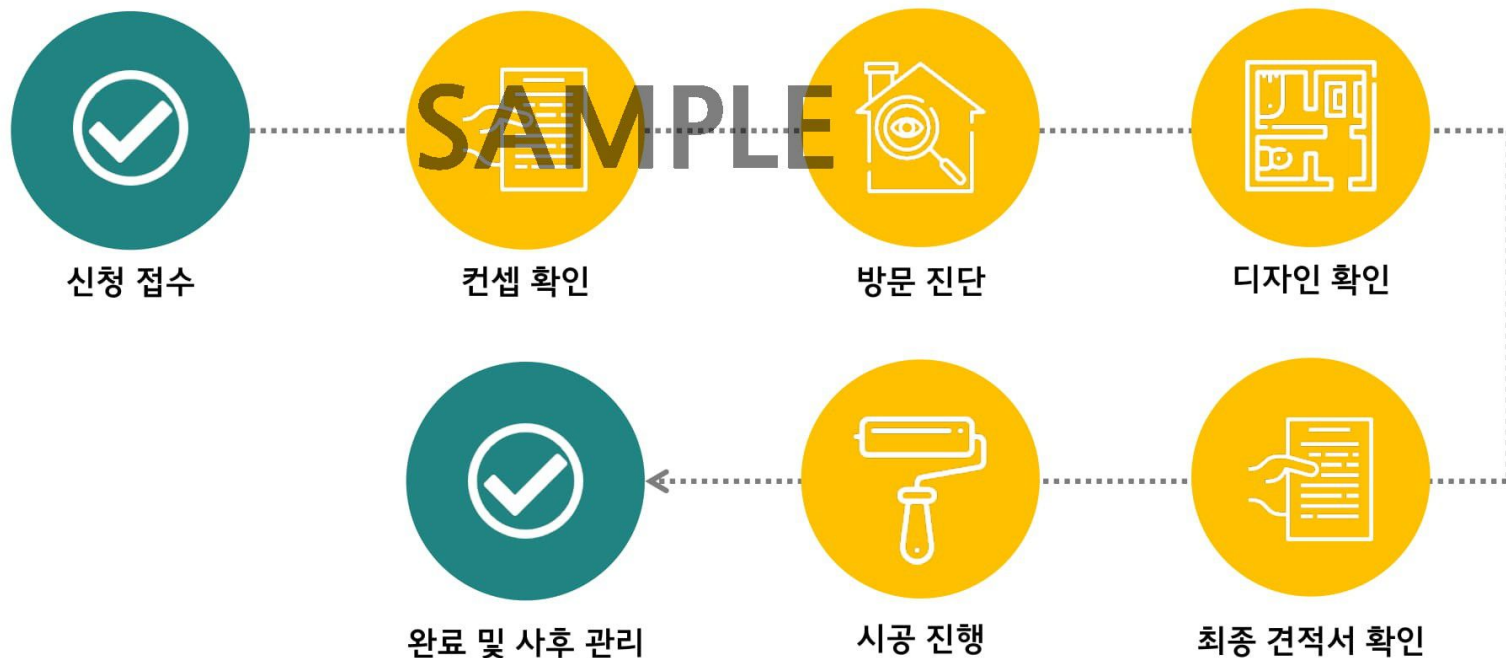 SAMPLE
신청 접수
컨셉 확인
방문 진단
디자인 확인
최종 견적서 확인
시공 진행
완료 및 사후 관리